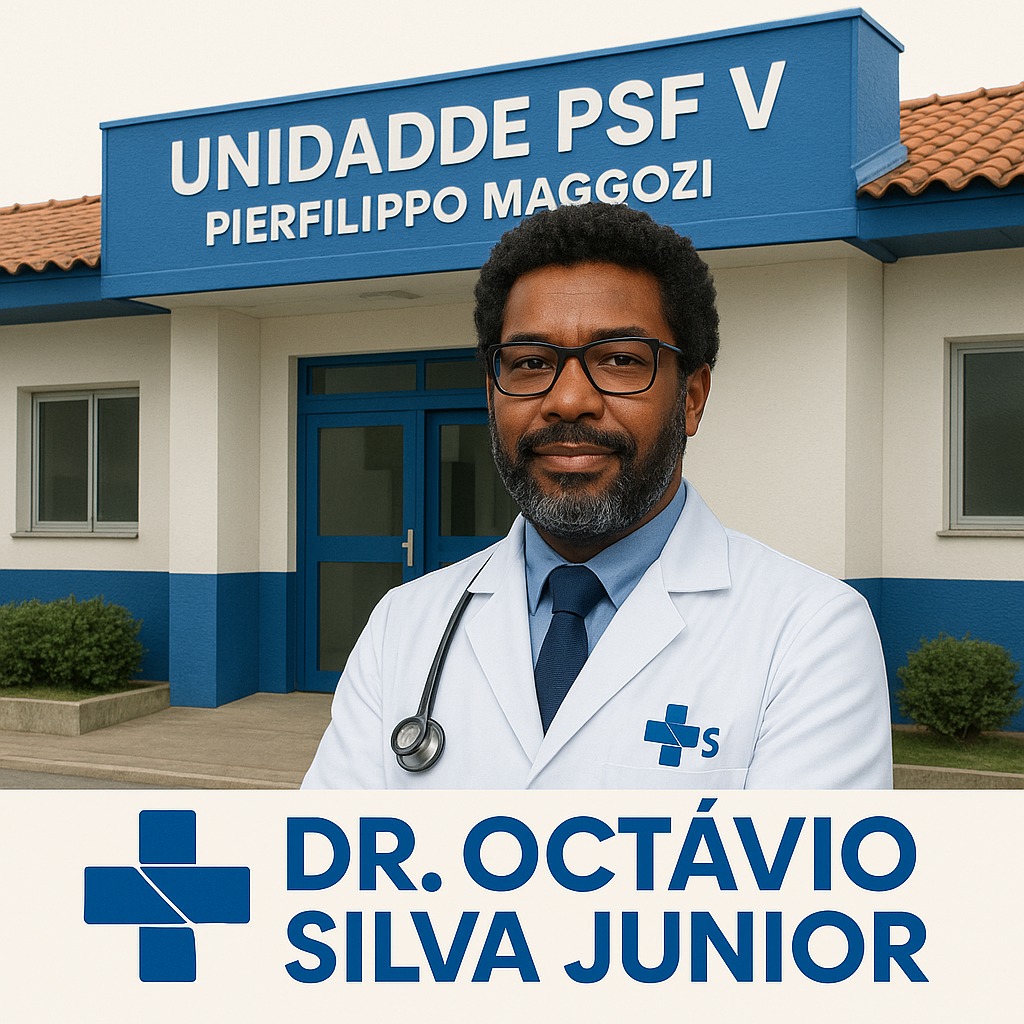 UNIDADDE PSF V
PIERFILIPPO MAGGOZI
S
DR. OCTÁVIO
SILVA JUNIOR